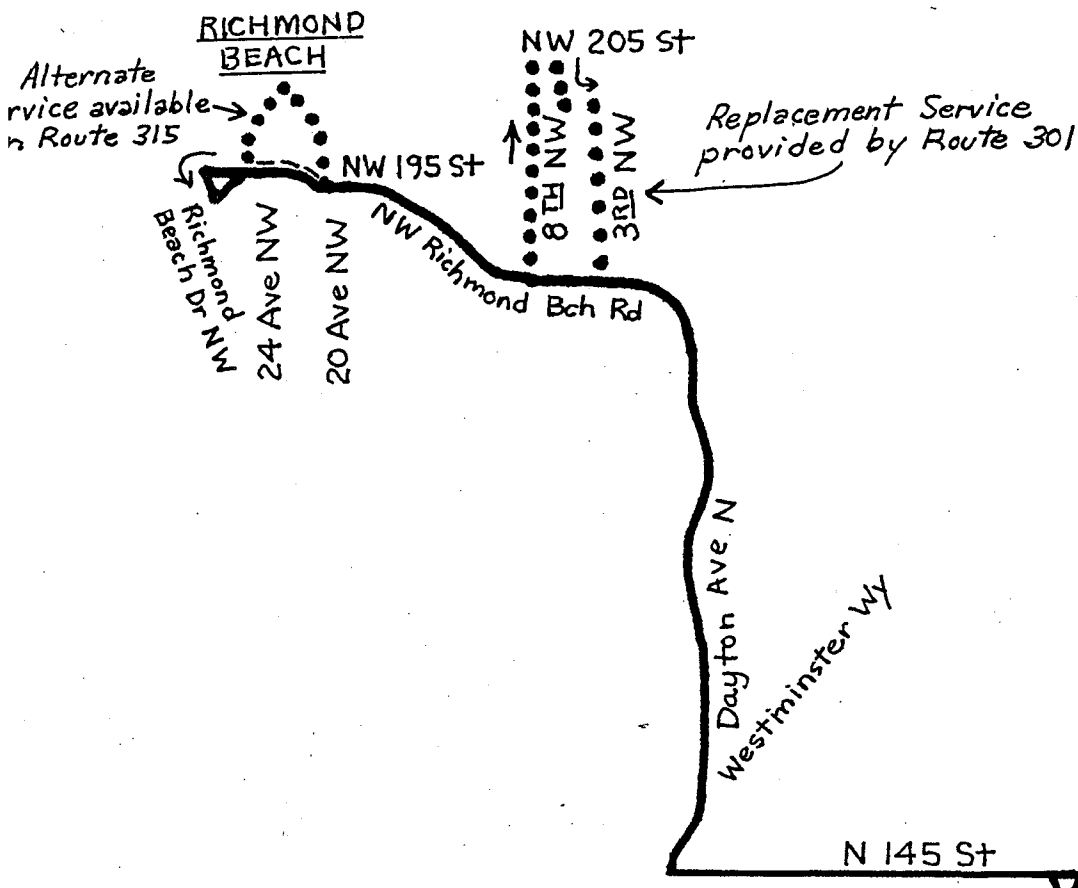 RICHMOND
BEACH
Alternate
rvice available
n Route 315
NW 205 St
Replacement Service
provided by Route 301
8TH NW
3RD NW
NW 195 St
NW Richmond Bch Rd
Richmond
Beach Dr NW
24 Ave NW
20 Ave NW
Dayton Ave N
Westminster Wy
N 145 St